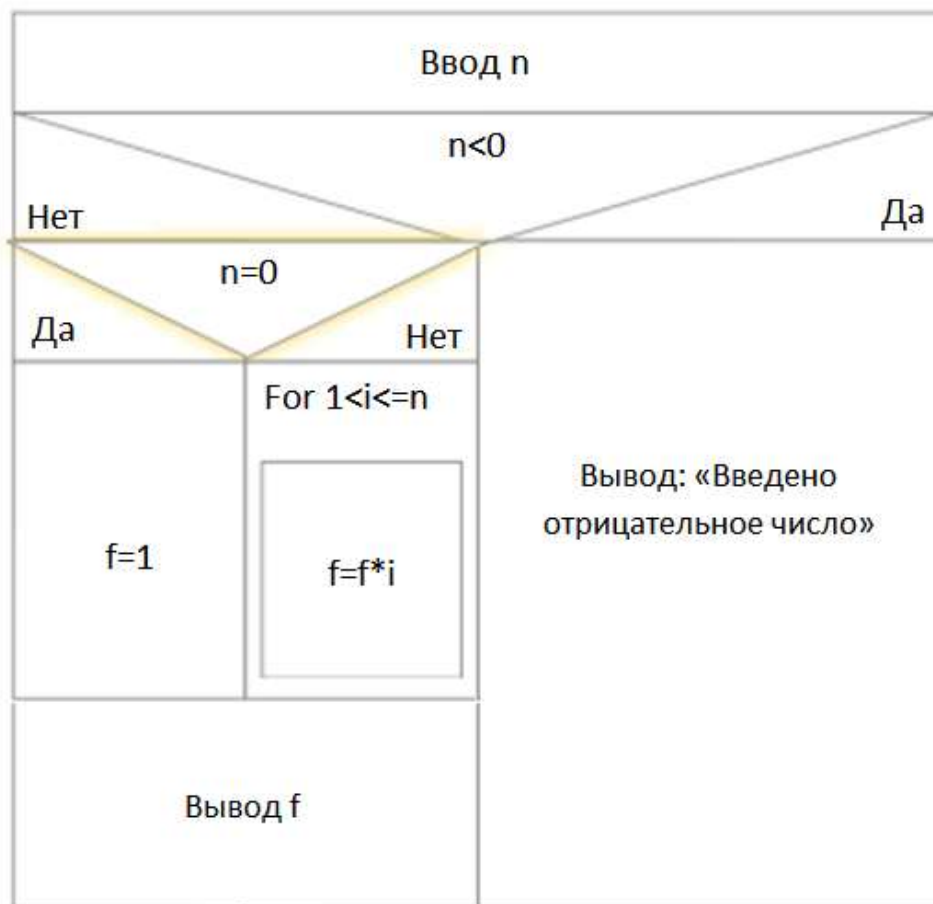 Ввод n
n<0
Нет
Да
n=0
Да
Нет
For 1<i<=n
f=1
f=f*i
Вывод: «Введено
отрицательное число»
Вывод f